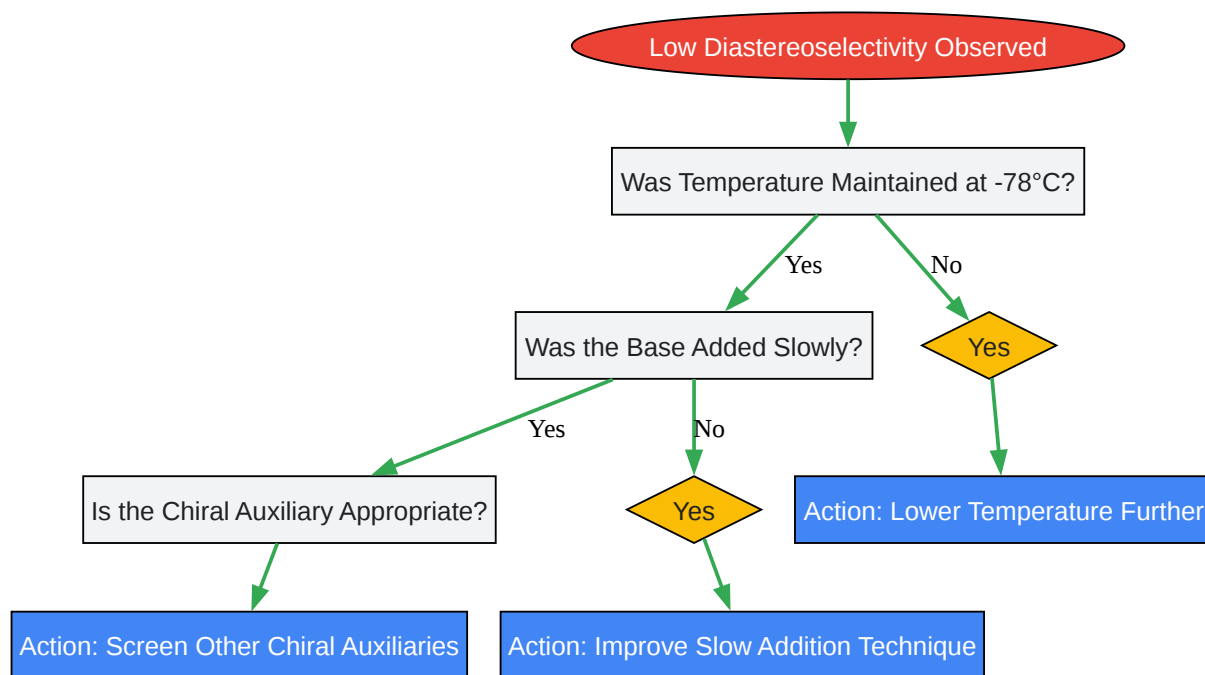 Low Diastereoselectivity Observed
Was Temperature Maintained at -78°C?
Yes
No
Was the Base Added Slowly?
Yes
Yes
No
Is the Chiral Auxiliary Appropriate?
Yes
Action: Lower Temperature Further
Action: Screen Other Chiral Auxiliaries
Action: Improve Slow Addition Technique